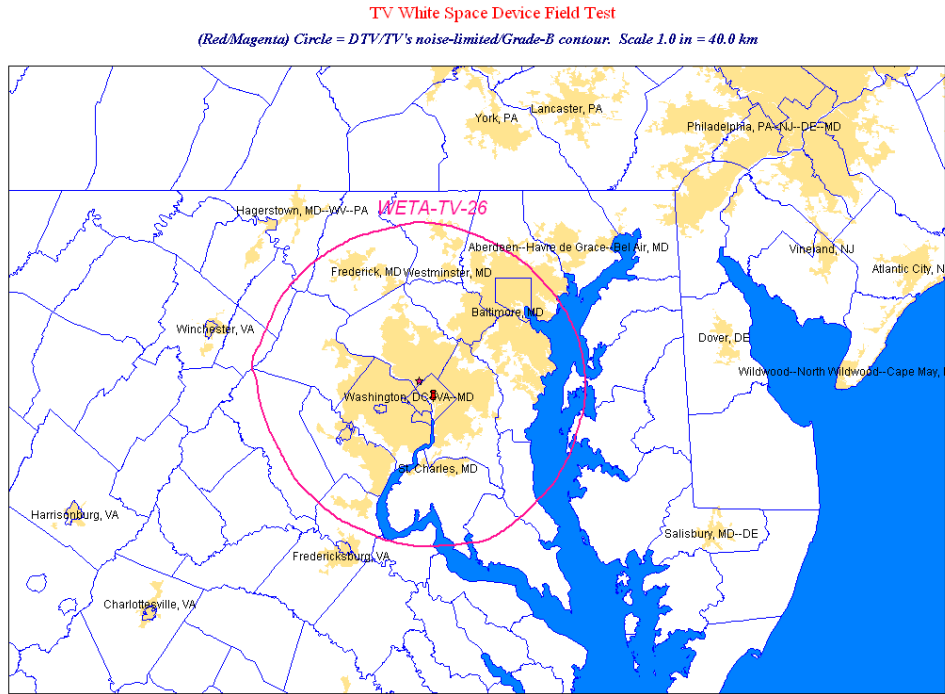 TV White Space Device Field Test
(Red/Magenta) Circle = DTV/TV's noise-limited/Grade-B contour. Scale 1.0 in = 40.0 km
Lancaster, PA
York, PA
Philadelphia, PA--NJ--DE--MD
Hagerstown, MD--WV--PA
WETA-TV-26
Aberdeen--Havre de Grace--Bel Air, MD
Vineland, NJ
Frederick, MD
Westminster, MD
Atlantic City, N
Baltimore, MD
Winchester, VA
Dover, DE
Wildwood--North Wildwood--Cape May,
Washington, DC--VA--MD
St. Charles, MD
Harrisonburg, VA
Salisbury, MD--DE
Fredericksburg, VA
Charlottesville, VA